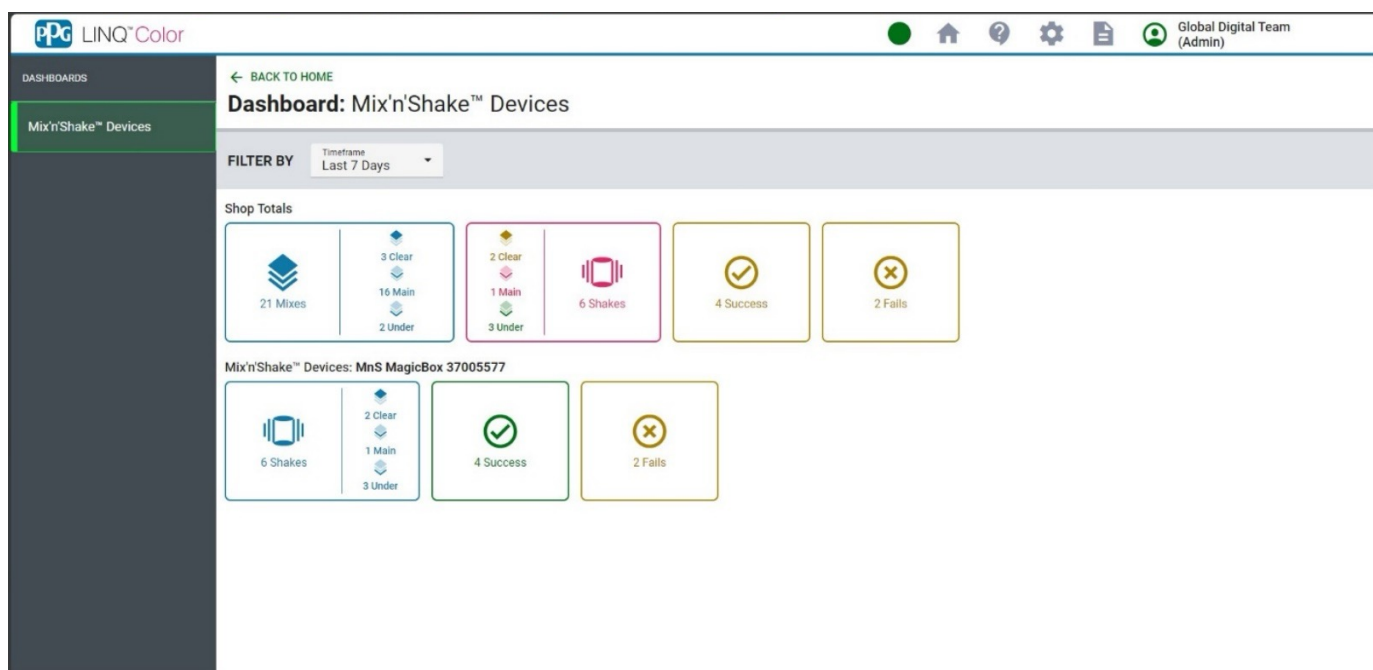 PPG LINQ™Color
Global Digital Team
(Admin)
DASHBOARDS
Mix'n'Shake™ Devices
← BACK TO HOME
Dashboard: Mix'n'Shake™ Devices
FILTER BY
Timeframe
Last 7 Days
Shop Totals
21 Mixes
3 Clear
16 Main
2 Under
2 Clear
1 Main
3 Under
6 Shakes
4 Success
2 Fails
Mix'n'Shake™ Devices: MnS MagicBox 37005577
6 Shakes
2 Clear
1 Main
3 Under
4 Success
2 Fails